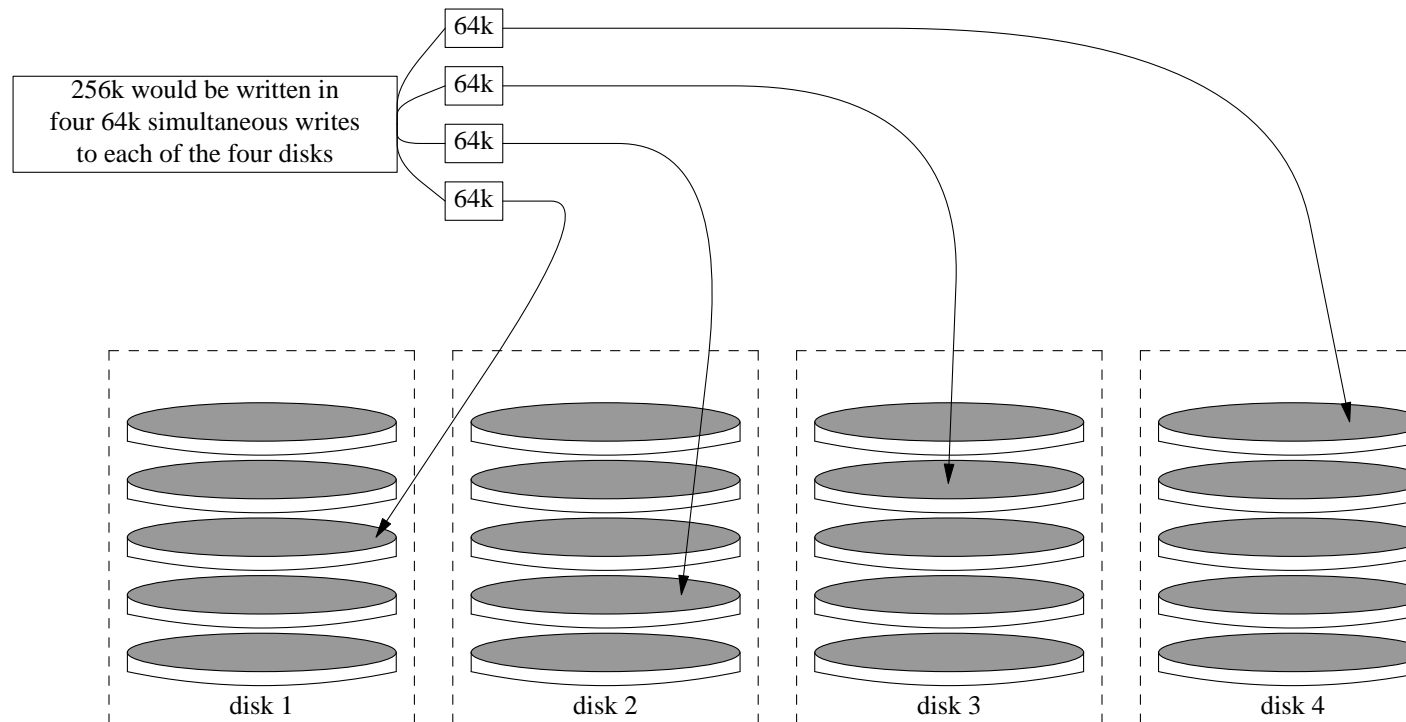 64k
64k
256k would be written in
four 64k simultaneous writes
to each of the four disks
64k
64k
disk 1
disk 2
disk 3
disk 4